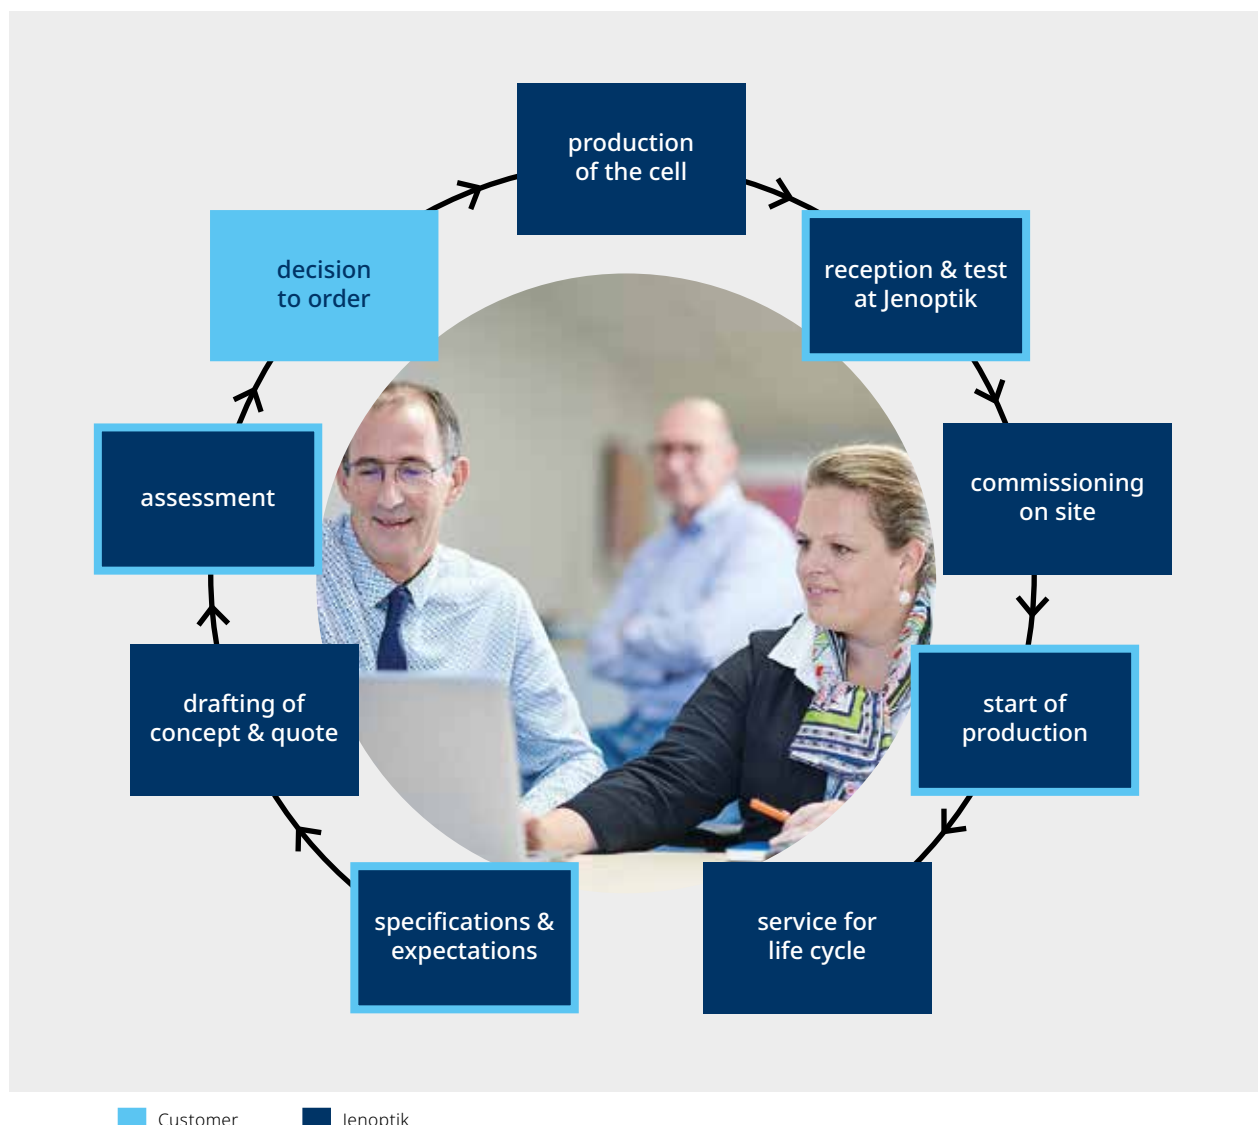 production
of the cell
decision
to order
reception & test
at Jenoptik
assessment
commissioning
on site
drafting of
concept & quote
start of
production
specifications &
expectations
service for
life cycle
Customer
Jenoptik